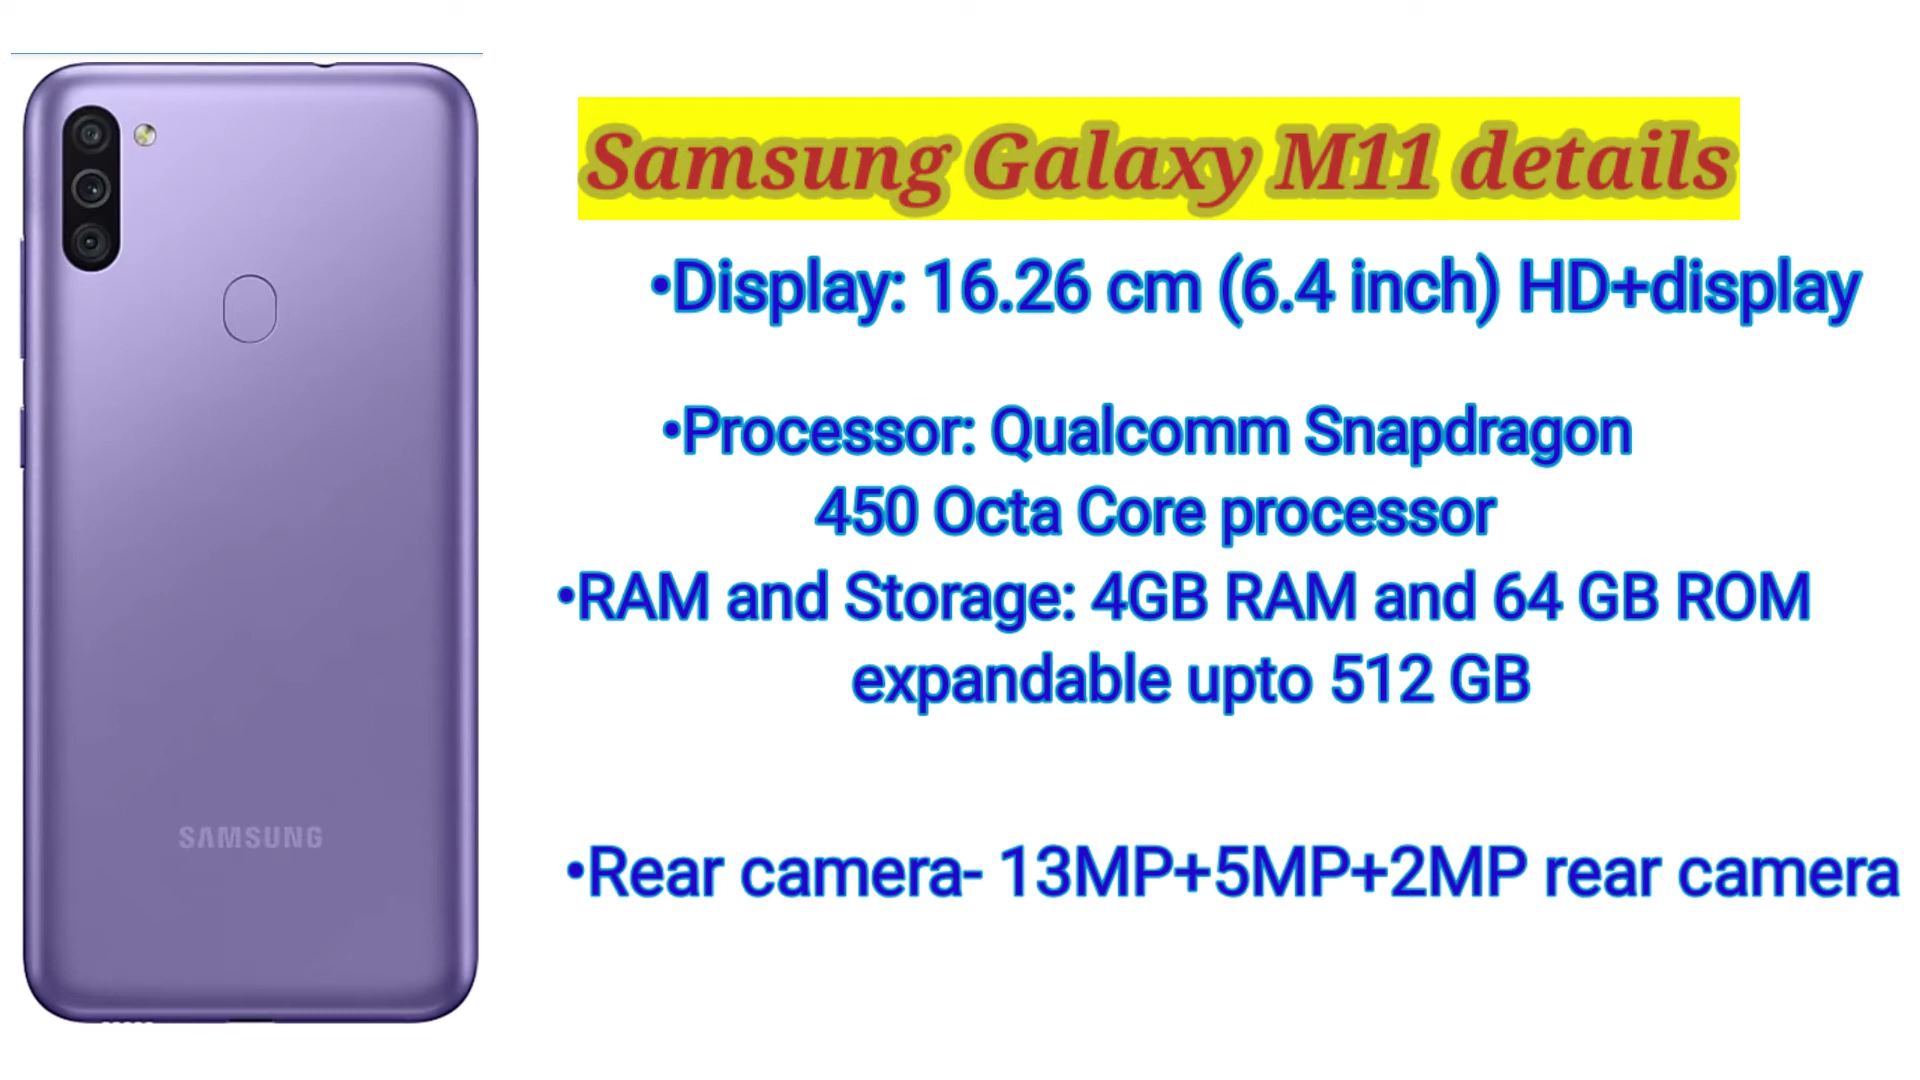 Samsung Galaxy M11 details
•Display: 16.26 cm (6.4 inch) HD+display
•Processor: Qualcomm Snapdragon
450 Octa Core processor
•RAM and Storage: 4GB RAM and 64 GB ROM
expandable upto 512 GB
SAMSUNG
•Rear camera- 13MP+5MP+2MP rear camera